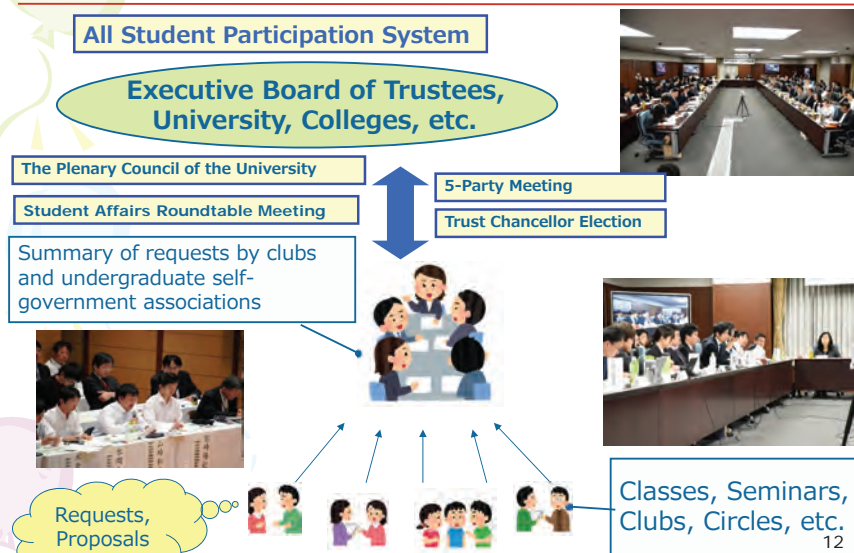 All Student Participation System
Executive Board of Trustees,
University, Colleges, etc.
The Plenary Council of the University
Student Affairs Roundtable Meeting
5-Party Meeting
Trust Chancellor Election
Summary of requests by clubs
and undergraduate self-
government associations
Requests,
Proposals
Classes, Seminars,
Clubs, Circles, etc.
12